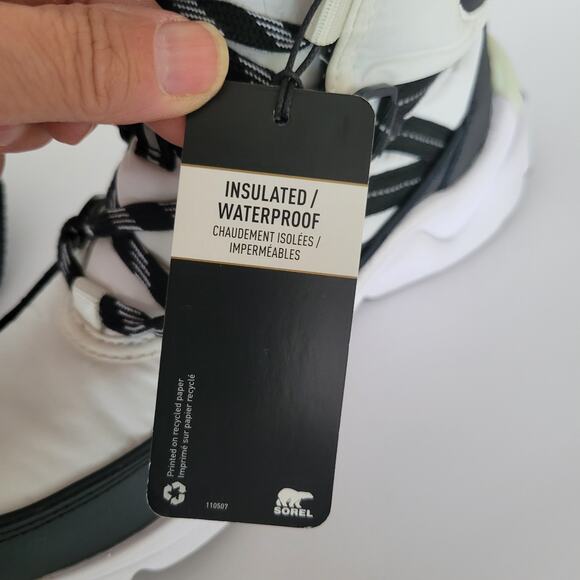 INSULATED /
WATERPROOF
CHAUDEMENT ISOLÉES /
IMPERMÉABLES
Printed on recycled paper
Imprimé sur papier recyclé
110507
SOREL